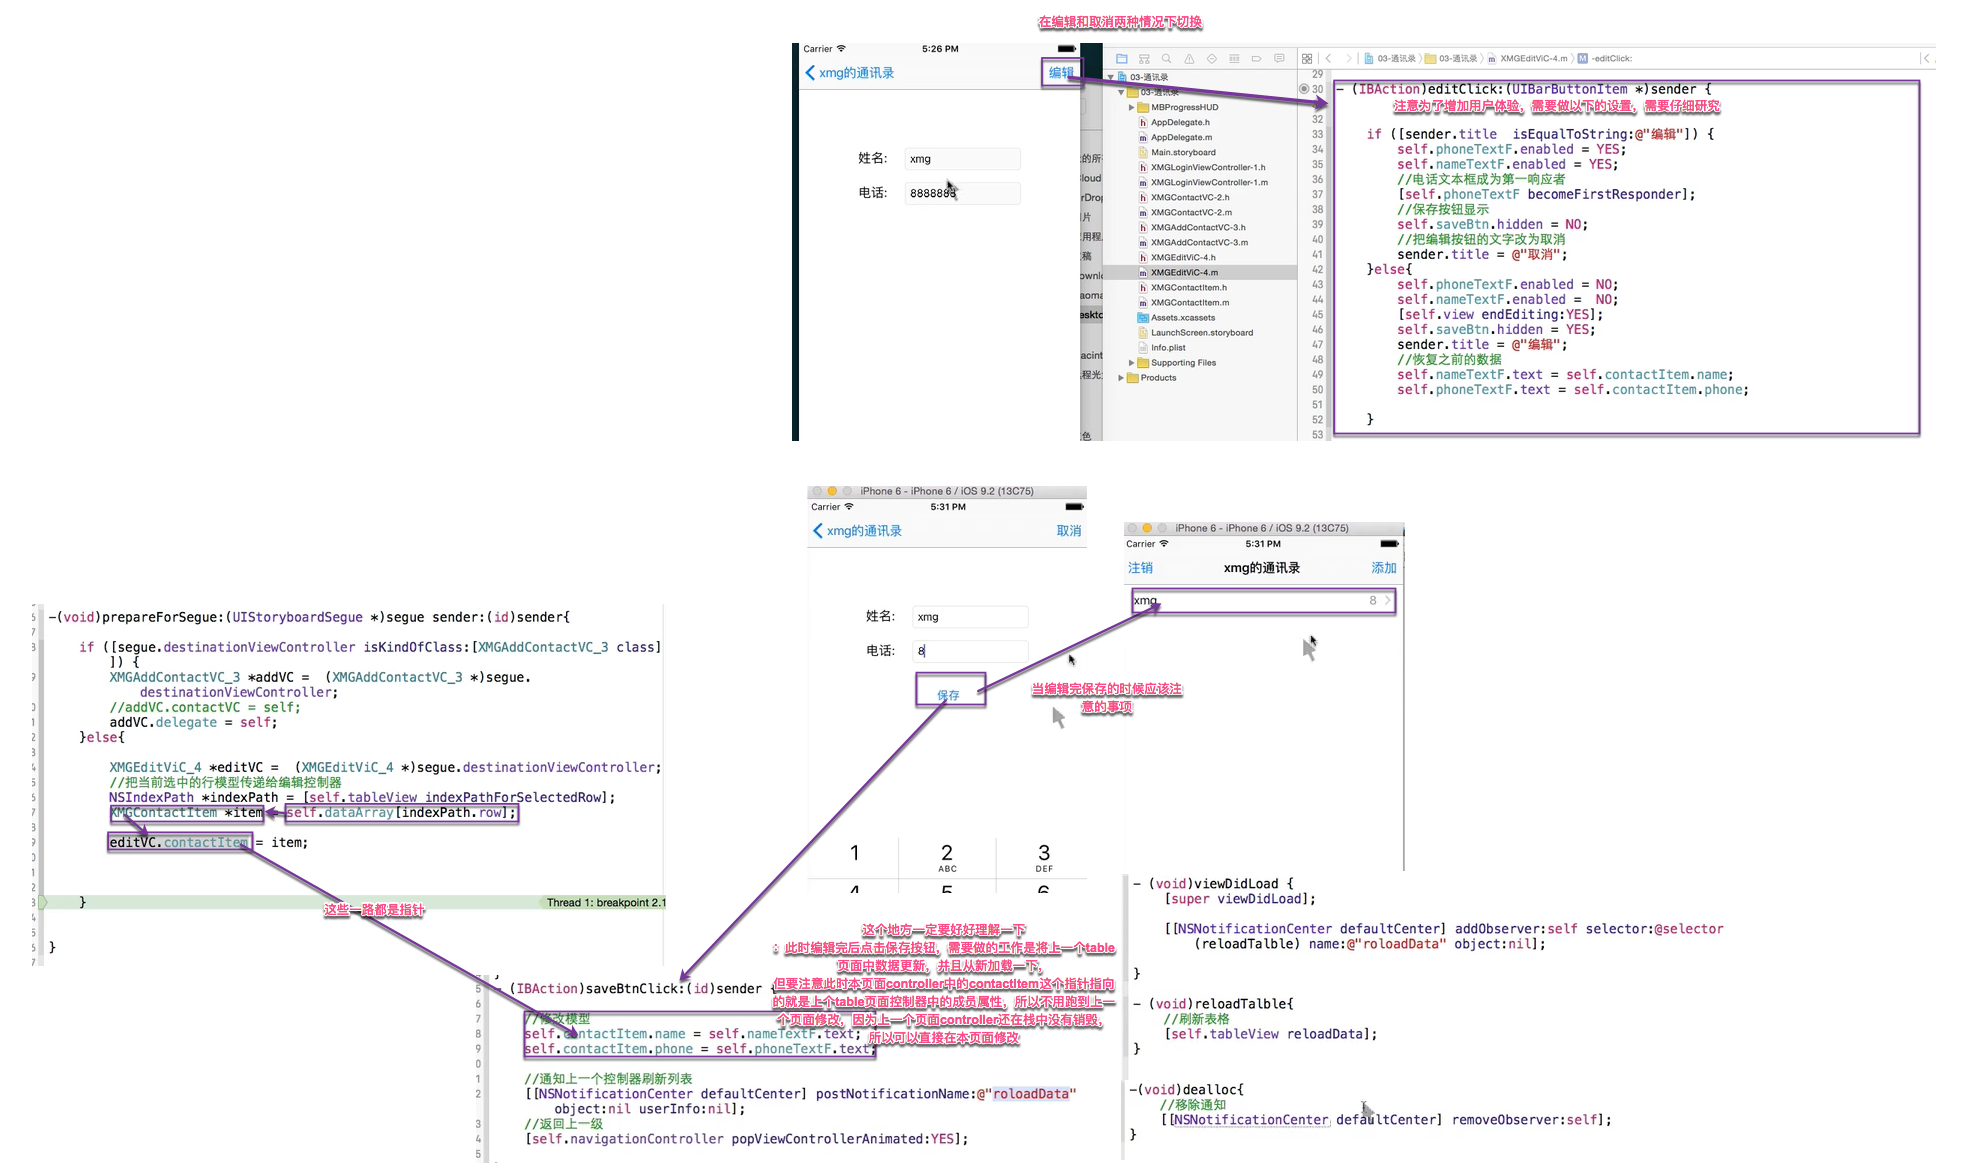 在编辑和取消两种情况下切换
Carrier 5:26 PM
xmg的通讯录 编辑
姓名: xmg
电话: 8888888
03-通讯录
03-通讯录
MBProgressHUD
AppDelegate.h
AppDelegate.m
Main.storyboard
XMGLoginViewController-1.h
XMGLoginViewController-1.m
XMGContactVC-2.h
XMGContactVC-2.m
XMGAddContactVC-3.h
XMGAddContactVC-3.m
XMGEditViC-4.h
XMGEditViC-4.m
XMGContactItem.h
XMGContactItem.m
Assets.xcassets
LaunchScreen.storyboard
Info.plist
Supporting Files
Products
03-通讯录 〉 03-通讯录 〉 XMGEditViC-4.m 〉 M -editClick:
29
30 - (IBAction)editClick:(UIBarButtonItem *)sender {
注意为了增加用户体验，需要做以下的设置，需要仔细研究
32
33 if ([sender.title  isEqualToString:@"编辑"]) {
34 self.phoneTextF.enabled = YES;
35 self.nameTextF.enabled = YES;
36 //电话文本框成为第一响应者
37 [self.phoneTextF becomeFirstResponder];
38 //保存按钮显示
39 self.saveBtn.hidden = NO;
40 //把编辑按钮的文字改为取消
41 sender.title = @"取消";
42 }else{
43 self.phoneTextF.enabled = NO;
44 self.nameTextF.enabled =  NO;
45 [self.view endEditing:YES];
46 self.saveBtn.hidden = YES;
47 sender.title = @"编辑";
48 //恢复之前的数据
49 self.nameTextF.text = self.contactItem.name;
50 self.phoneTextF.text = self.contactItem.phone;
51
52 }
53
iPhone 6 - iPhone 6 / iOS 9.2 (13C75)
Carrier 5:31 PM
xmg的通讯录 取消
姓名: xmg
电话: 8
保存
1 2 3
ABC DEF
4 5 6
iPhone 6 - iPhone 6 / iOS 9.2 (13C75)
Carrier 5:31 PM
注销 xmg的通讯录 添加
xmg 8
当编辑完保存的时候应该注
意的事项
-(void)prepareForSegue:(UIStoryboardSegue *)segue sender:(id)sender{
if ([segue.destinationViewController isKindOfClass:[XMGAddContactVC_3 class]
]) {
XMGAddContactVC_3 *addVC =  (XMGAddContactVC_3 *)segue.
destinationViewController;
//addVC.contactVC = self;
addVC.delegate = self;
}else{
XMGEditViC_4 *editVC =  (XMGEditViC_4 *)segue.destinationViewController;
//把当前选中的行模型传递给编辑控制器
NSIndexPath *indexPath = [self.tableView indexPathForSelectedRow];
XMGContactItem *item = self.dataArray[indexPath.row];
editVC.contactItem = item;
} Thread 1: breakpoint 2.1
这些一路都是指针
}
这个地方一定要好好理解一下
：此时编辑完后点击保存按钮，需要做的工作是将上一个table
页面中数据更新，并且从新加载一下，
但要注意此时本页面controller中的contactItem这个指针指向
的就是上个table页面控制器中的成员属性，所以不用跑到上一
个页面修改，因为上一个页面controller还在栈中没有销毁，
所以可以直接在本页面修改
- (IBAction)saveBtnClick:(id)sender {
//修改模型
self.contactItem.name = self.nameTextF.text;
self.contactItem.phone = self.phoneTextF.text;
//通知上一个控制器刷新列表
[[NSNotificationCenter defaultCenter] postNotificationName:@"roloadData"
object:nil userInfo:nil];
//返回上一级
[self.navigationController popViewControllerAnimated:YES];
- (void)viewDidLoad {
[super viewDidLoad];
[[NSNotificationCenter defaultCenter] addObserver:self selector:@selector
(reloadTalble) name:@"roloadData" object:nil];
}
- (void)reloadTalble{
//刷新表格
[self.tableView reloadData];
}
-(void)dealloc{
//移除通知
[[NSNotificationCenter defaultCenter] removeObserver:self];
}